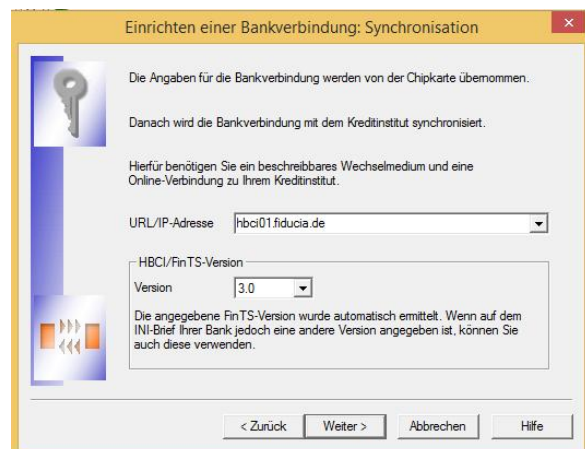 Einrichten einer Bankverbindung: Synchronisation
Die Angaben für die Bankverbindung werden von der Chipkarte übernommen.
Danach wird die Bankverbindung mit dem Kreditinstitut synchronisiert.
Hierfür benötigen Sie ein beschreibbares Wechselmedium und eine
Online-Verbindung zu Ihrem Kreditinstitut.
URL/IP-Adresse hbci01.fiducia.de
HBCI/FinTS-Version
Version 3.0
Die angegebene FinTS-Version wurde automatisch ermittelt. Wenn auf dem
INI-Brief Ihrer Bank jedoch eine andere Version angegeben ist, können Sie
auch diese verwenden.
< Zurück Weiter > Abbrechen Hilfe